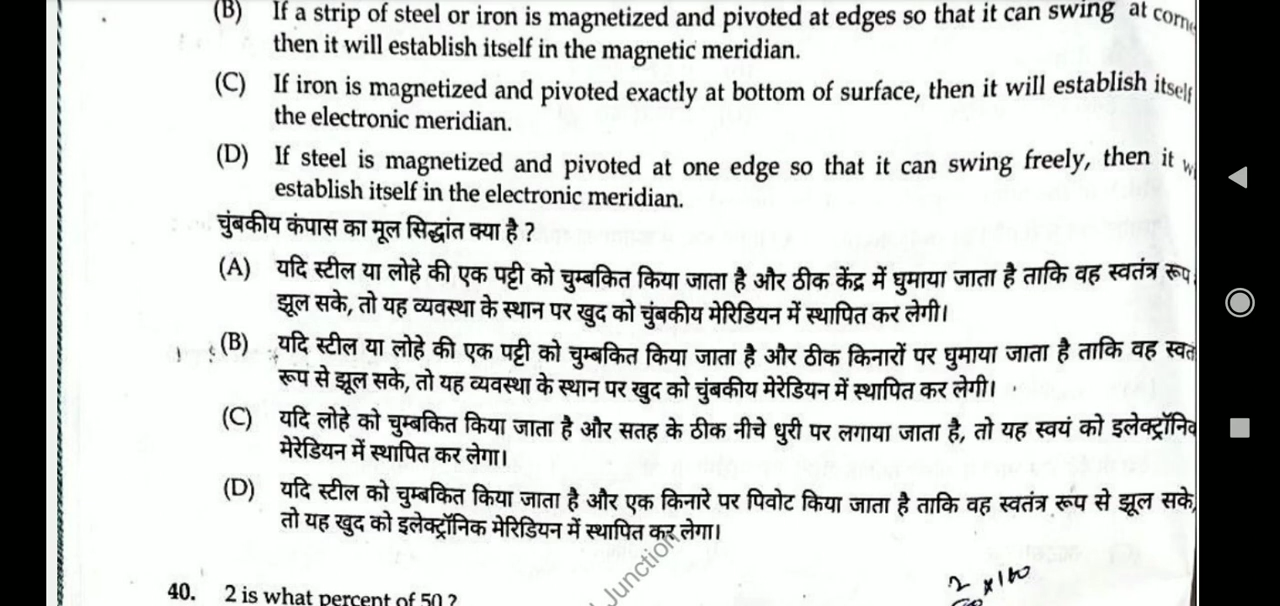 (B) If a strip of steel or iron is magnetized and pivoted at edges so that it can swing at
then it will establish itself in the magnetic meridian.
(C) If iron is magnetized and pivoted exactly at bottom of surface, then it will establish itself
the electronic meridian.
(D) If steel is magnetized and pivoted at one edge so that it can swing freely, then it
establish itself in the electronic meridian.
चुंबकीय कंपास का मूल सिद्धांत क्या है ?
(A) यदि स्टील या लोहे की एक पट्टी को चुम्बकित किया जाता है और ठीक केंद्र में घुमाया जाता है ताकि वह स्वतंत्र रूप
झूल सके, तो यह व्यवस्था के स्थान पर खुद को चुंबकीय मेरिडियन में स्थापित कर लेगी।
(B) यदि स्टील या लोहे की एक पट्टी को चुम्बकित किया जाता है और ठीक किनारों पर घुमाया जाता है ताकि वह
रूप से झूल सके, तो यह व्यवस्था के स्थान पर खुद को चुंबकीय मेरेडियन में स्थापित कर लेगी।
(C) यदि लोहे को चुम्बकित किया जाता है और सतह के ठीक नीचे धुरी पर लगाया जाता है, तो यह स्वयं को
मेरेडियन में स्थापित कर लेगा।
(D) यदि स्टील को चुम्बकित किया जाता है और एक किनारे पर पिवोट किया जाता है ताकि वह स्वतंत्र रूप से झूल सके,
तो यह खुद को इलेक्ट्रॉनिक मेरिडियन में स्थापित कर लेगा।
Junction
40. 2 is what percent of 50 ?
2 x100